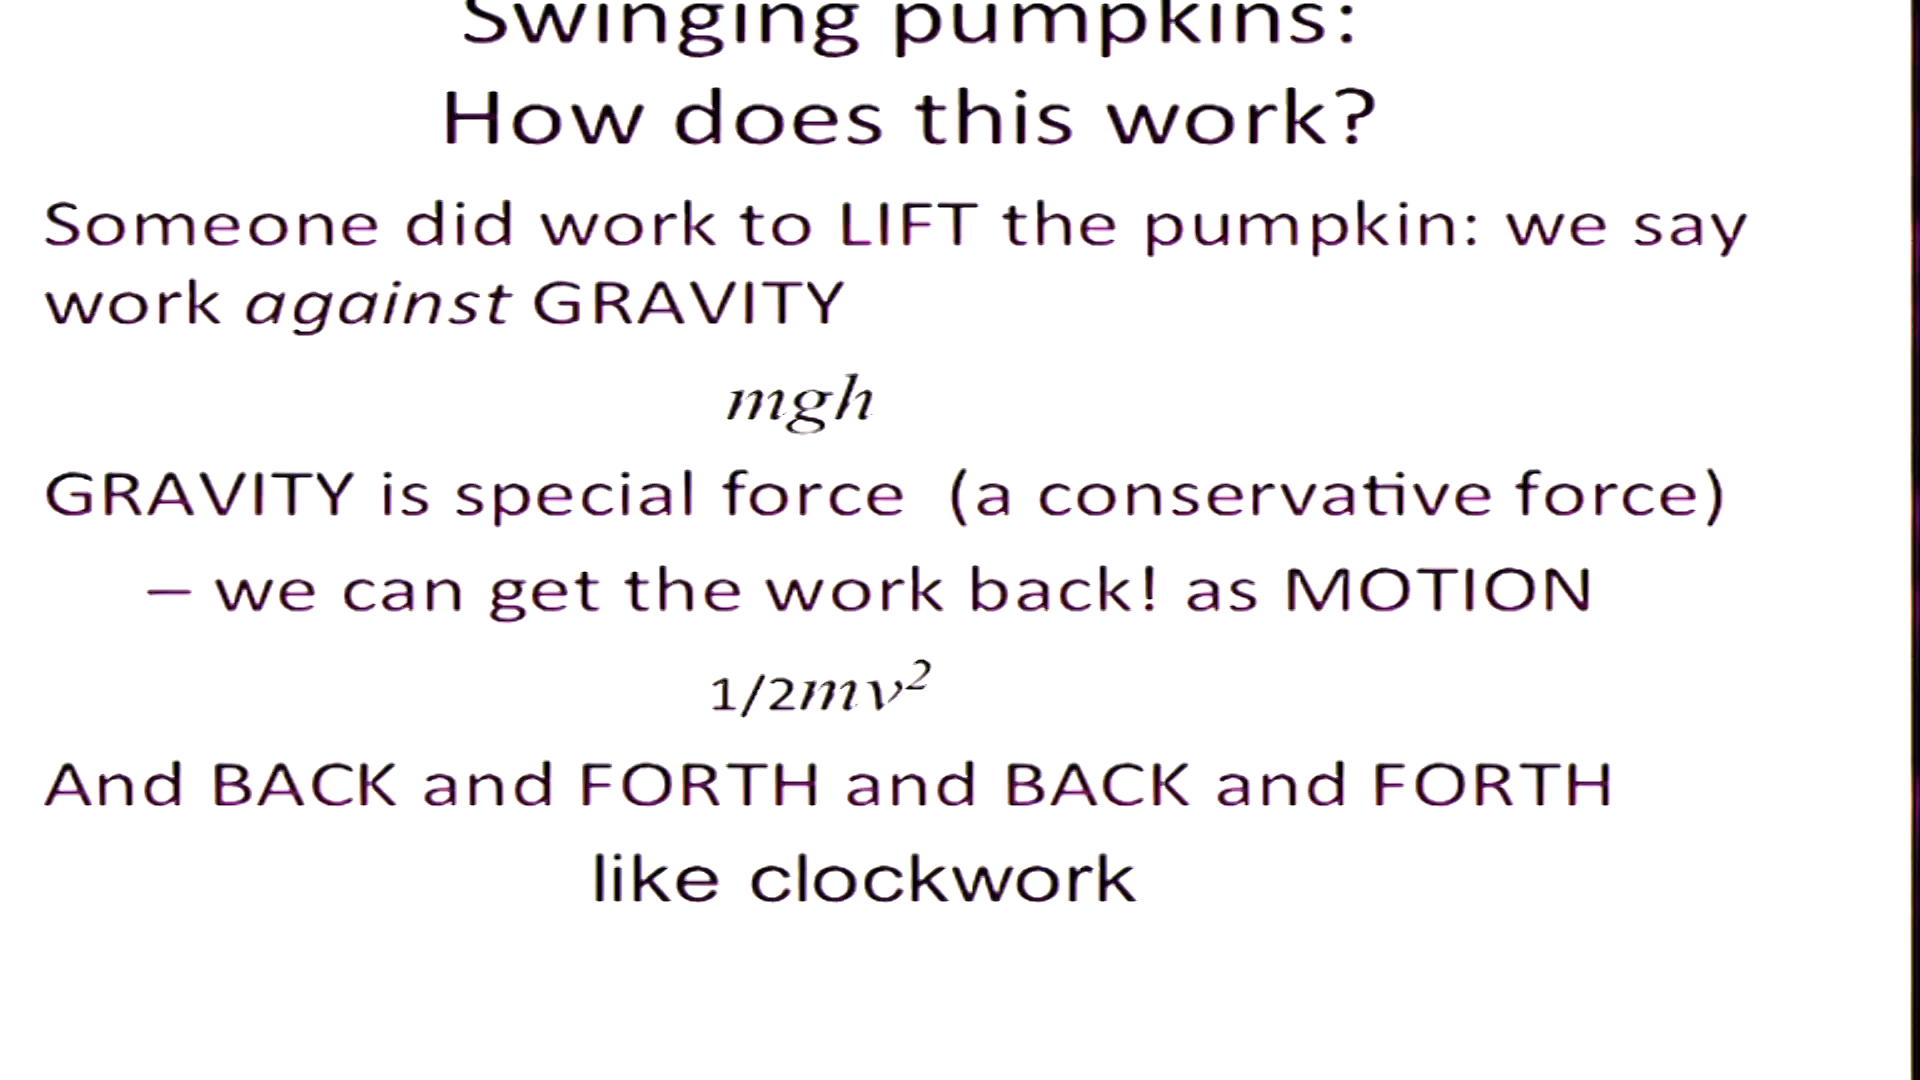 Swinging pumpkins:
How does this work?
Someone did work to LIFT the pumpkin: we say
work against GRAVITY
mgh
GRAVITY is special force (a conservative force)
– we can get the work back! as MOTION
1/2mv²
And BACK and FORTH and BACK and FORTH
like clockwork